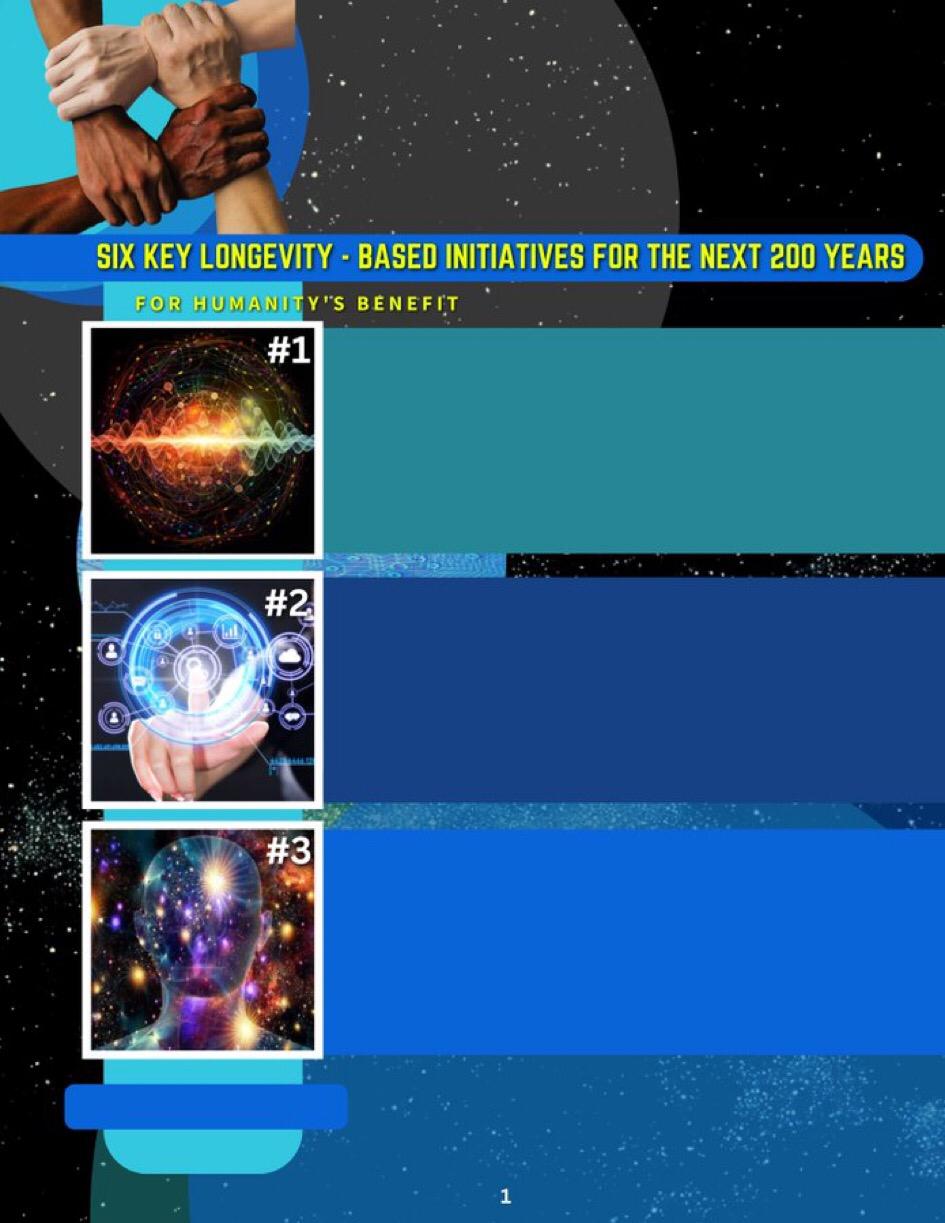 SIX KEY LONGEVITY - BASED INITIATIVES FOR THE NEXT 200 YEARS
FOR HUMANITY'S BENEFIT
#1
#2
#3
1